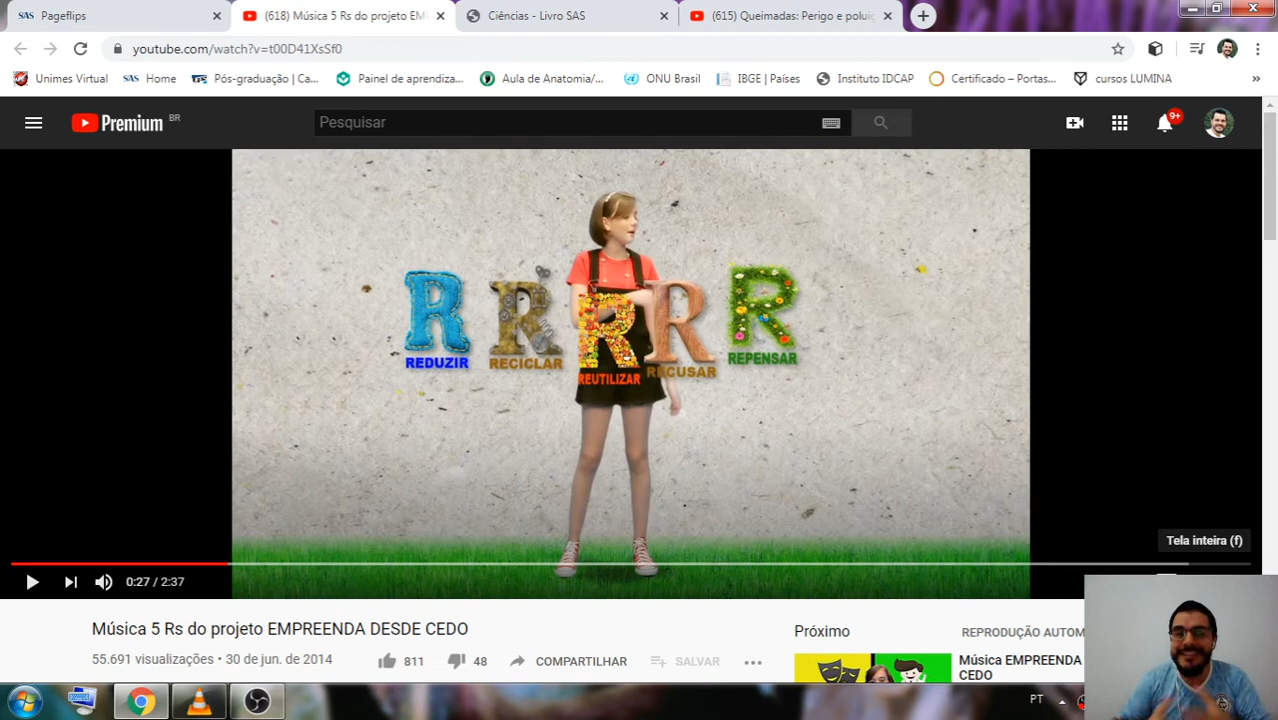 SAS Pageflips
(618) Música 5 Rs do projeto EM
Ciências - Livro SAS
(615) Queimadas: Perigo e poluiç
youtube.com/watch?v=t00D41XsSf0
Unimes Virtual
SAS Home
Pós-graduação | Ca...
Painel de aprendiza...
Aula de Anatomia/...
ONU Brasil
IBGE | Países
Instituto IDCAP
Certificado – Portas...
cursos LUMINA
»
Premium BR
Pesquisar
9+
R R R R R
REDUZIR
RECICLAR
REUTILIZAR
RECUSAR
REPENSAR
Tela inteira (f)
0:27 / 2:37
Música 5 Rs do projeto EMPREENDA DESDE CEDO
55.691 visualizações • 30 de jun. de 2014
811
48
COMPARTILHAR
SALVAR
Próximo
REPRODUÇÃO AUTOM
Música EMPREENDA
CEDO
PT